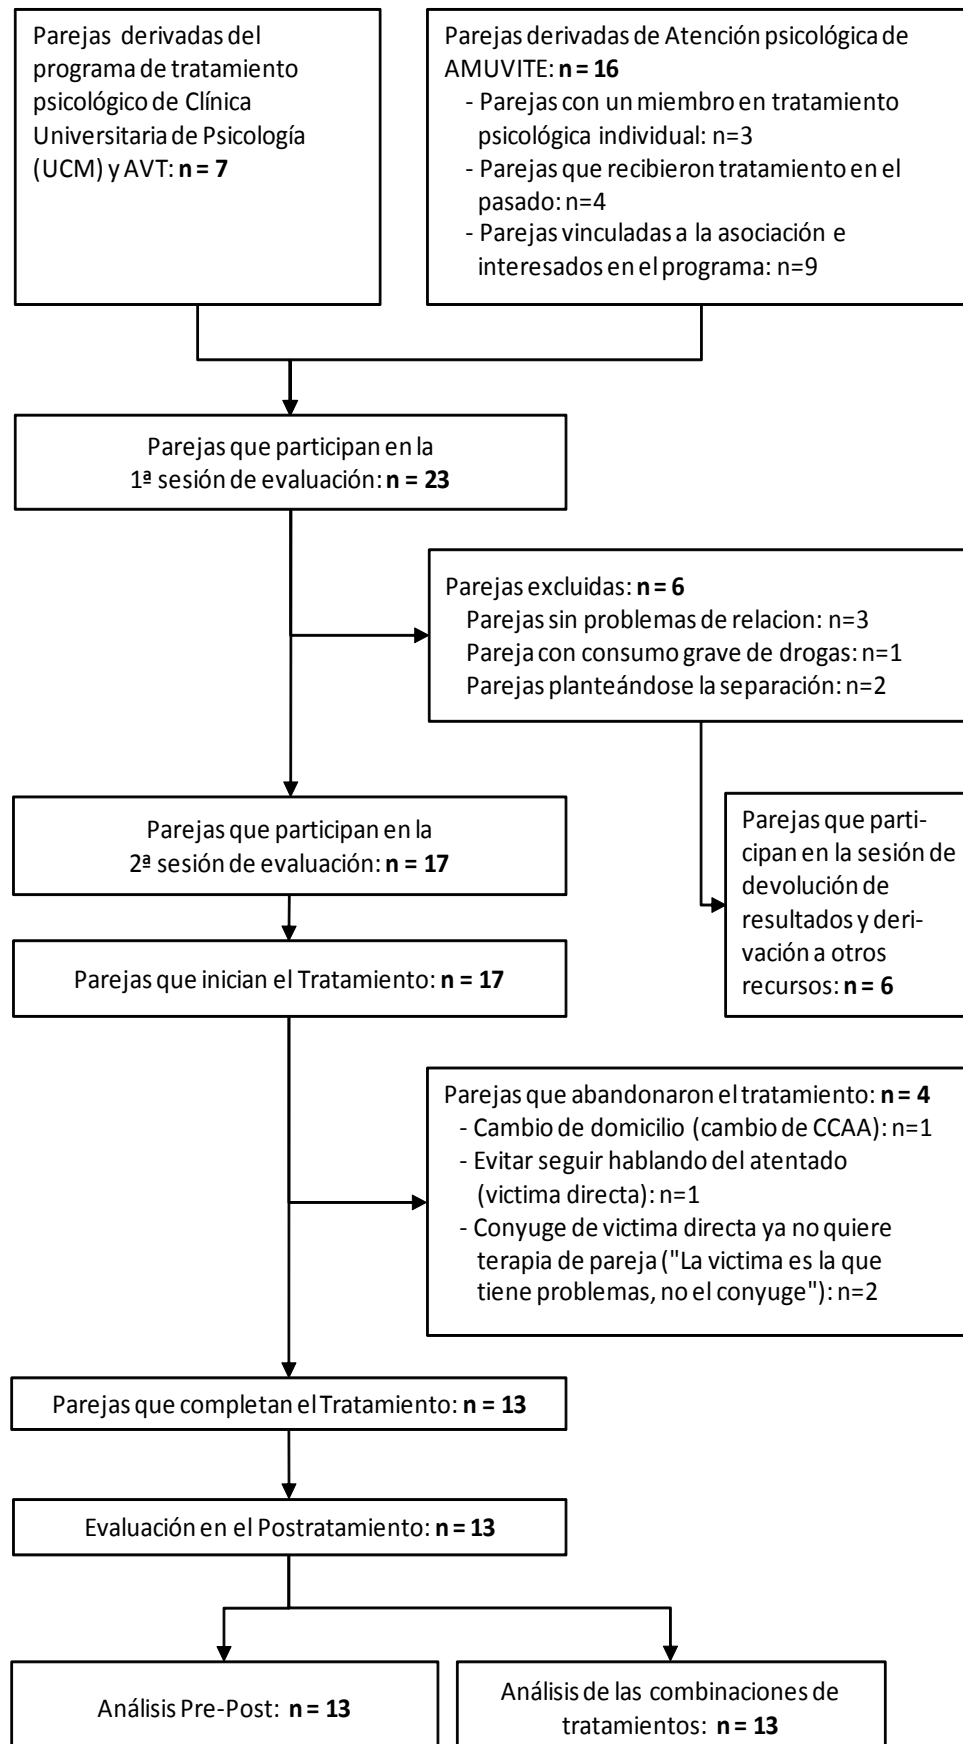 Parejas derivadas del
programa de tratamiento
psicológico de Clínica
Universitaria de Psicología
(UCM) y AVT: n = 7
Parejas derivadas de Atención psicológica de
AMUVITE: n = 16
- Parejas con un miembro en tratamiento
psicológica individual: n=3
- Parejas que recibieron tratamiento en el
pasado: n=4
- Parejas vinculadas a la asociación e
interesados en el programa: n=9
Parejas que participan en la
1ª sesión de evaluación: n = 23
Parejas excluidas: n = 6
Parejas sin problemas de relacion: n=3
Pareja con consumo grave de drogas: n=1
Parejas planteándose la separación: n=2
Parejas que participan en la
2ª sesión de evaluación: n = 17
Parejas que parti-
cipan en la sesión de
devolución de
resultados y deri-
vación a otros
recursos: n = 6
Parejas que inician el Tratamiento: n = 17
Parejas que abandonaron el tratamiento: n = 4
- Cambio de domicilio (cambio de CCAA): n=1
- Evitar seguir hablando del atentado
(victima directa): n=1
- Conyuge de victima directa ya no quiere
terapia de pareja ("La victima es la que
tiene problemas, no el conyuge"): n=2
Parejas que completan el Tratamiento: n = 13
Evaluación en el Postratamiento: n = 13
Análisis Pre-Post: n = 13
Análisis de las combinaciones de
tratamientos: n = 13